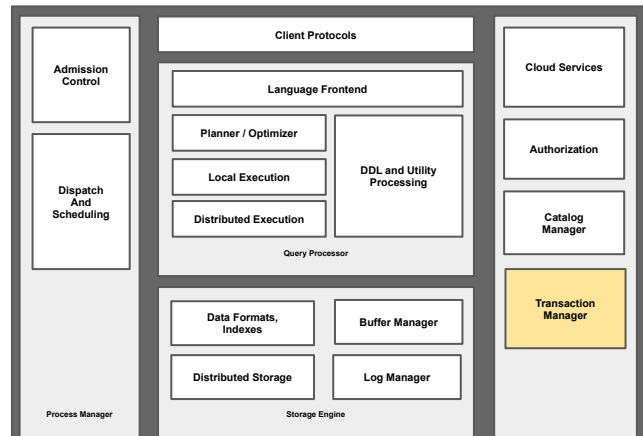 Admission
Control
Dispatch
And
Scheduling
Process Manager
Client Protocols
Language Frontend
Planner / Optimizer
Local Execution
Distributed Execution
DDL and Utility
Processing
Query Processor
Data Formats,
Indexes
Buffer Manager
Distributed Storage
Log Manager
Storage Engine
Cloud Services
Authorization
Catalog
Manager
Transaction
Manager